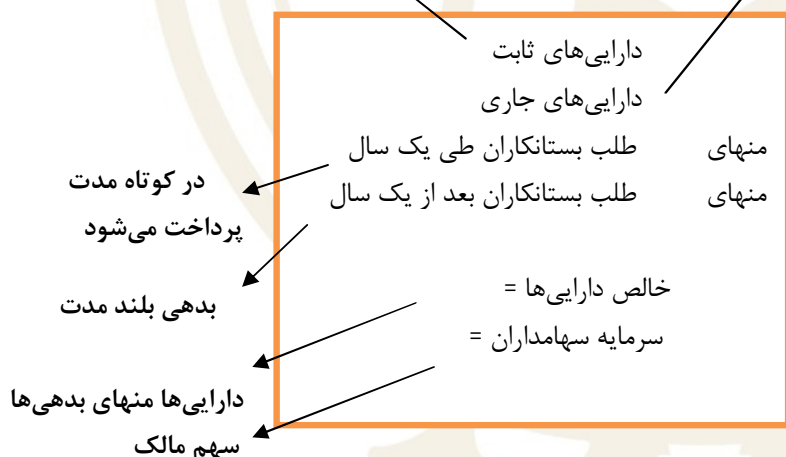 دارایی‌های ثابت
دارایی‌های جاری
منهای طلب بستانکاران طی یک سال
منهای طلب بستانکاران بعد از یک سال
در کوتاه مدت
پرداخت می‌شود
بدهی بلند مدت
خالص دارایی‌ها =
سرمایه سهامداران =
دارایی‌ها منهای بدهی‌ها
سهم مالک